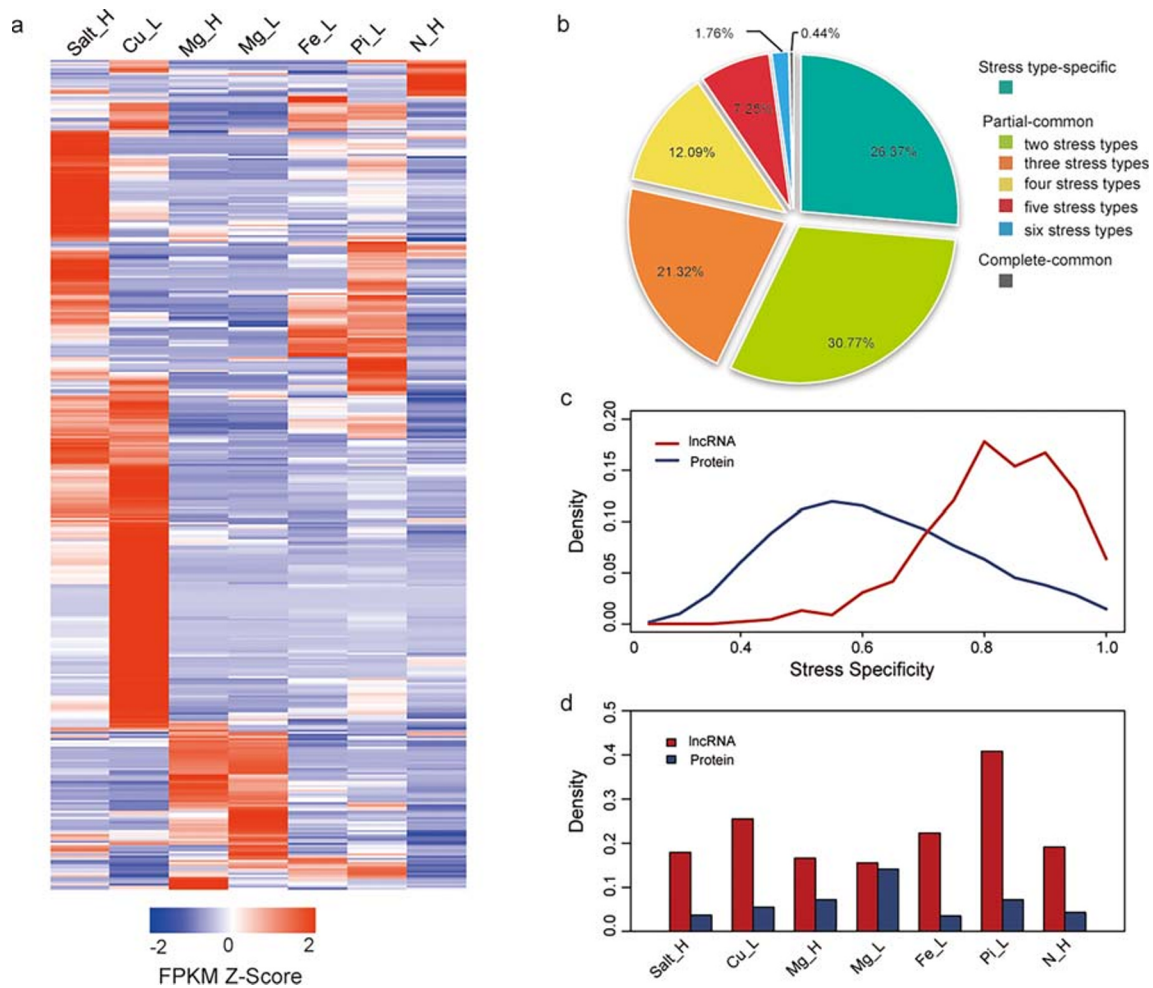 a
Salt_H Cu_L Mg_H Mg_L Fe_L Pi_L N_H
-2 0 2
FPKM Z-Score
b
1.76% 0.44%
7.25%
26.37%
12.09%
21.32%
30.77%
Stress type-specific
Partial-common
two stress types
three stress types
four stress types
five stress types
six stress types
Complete-common
c
lncRNA
Protein
Density
0.00 0.05 0.10 0.15 0.20
0 0.4 0.6 0.8 1.0
Stress Specificity
d
lncRNA
Protein
Density
0.0 0.1 0.2 0.3 0.4 0.5
Salt_H Cu_L Mg_H Mg_L Fe_L Pi_L N_H